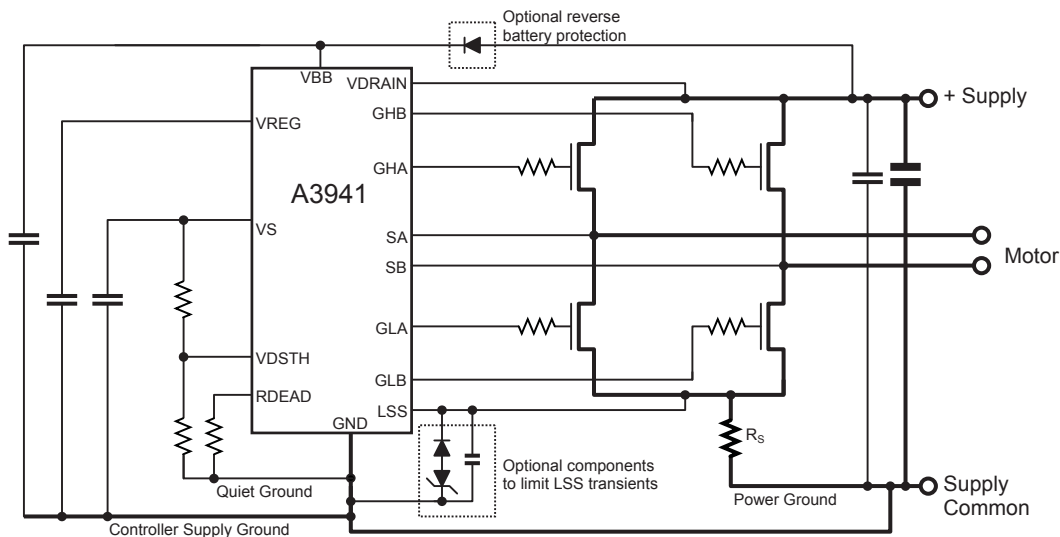 Optional reverse
battery protection
VBB
VDRAIN
+ Supply
GHB
VREG
GHA
A3941
VS
SA
Motor
SB
GLA
VDSTH
GLB
RDEAD
LSS
GND
RS
Optional components
to limit LSS transients
Quiet Ground
Power Ground
Supply
Common
Controller Supply Ground